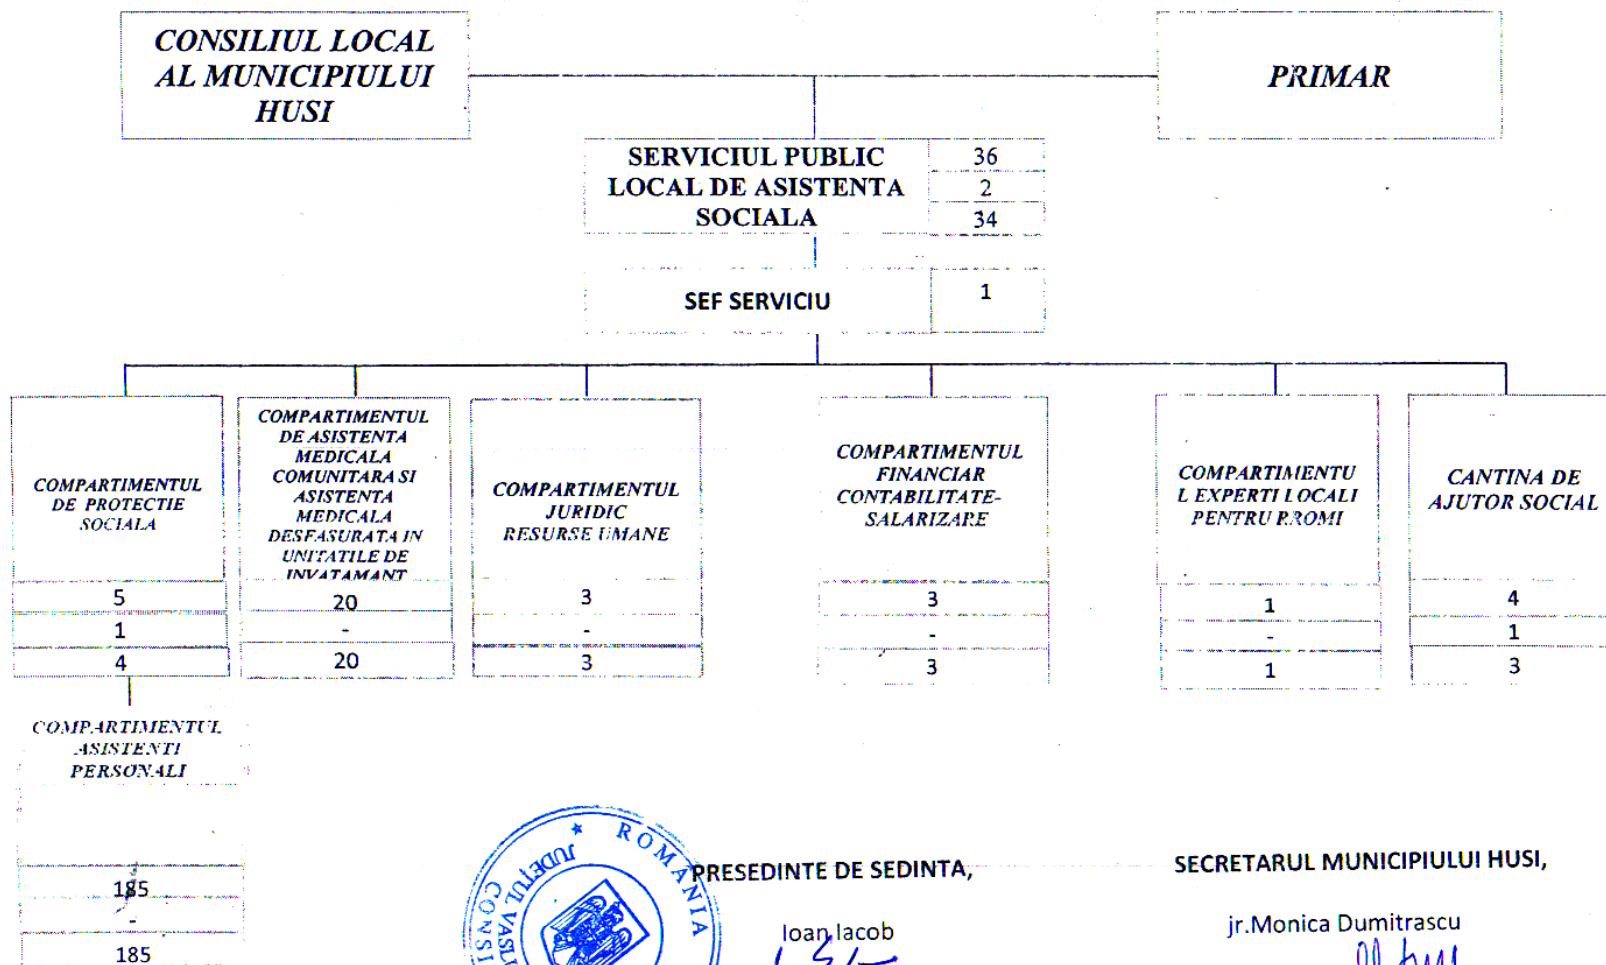 CONSILIUL LOCAL
AL MUNICIPIULUI
HUSI
PRIMAR
SERVICIUL PUBLIC
LOCAL DE ASISTENTA
SOCIALA
36
2
34
SEF SERVICIU
1
COMPARTIMENTUL
DE PROTECTIE
SOCIALA
5
1
4
COMPARTIMENTUL
DE ASISTENTA
MEDICALA
COMUNITARA SI
ASISTENTA
MEDICALA
DESFASURATA IN
UNITATILE DE
INVATAMANT
20
-
20
COMPARTIMENTUL
JURIDIC
RESURSE UMANE
3
-
3
COMPARTIMENTUL
FINANCIAR
CONTABILITATE-
SALARIZARE
3
-
3
COMPARTIMENTU
L EXPERTI LOCALI
PENTRU RROMI
1
-
1
CANTINA DE
AJUTOR SOCIAL
4
1
3
COMPARTIMENTUL
ASISTENTI
PERSONALI
185
-
185
ROMANIA
JUDEȚUL
PRESEDINTE DE SEDINTA,
Ioan Iacob
SECRETARUL MUNICIPIULUI HUSI,
jr.Monica Dumitrascu